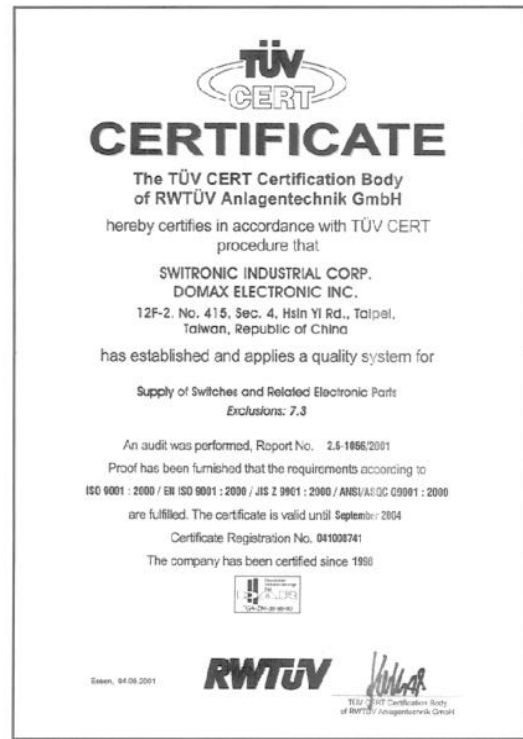 TÜV
CERT
CERTIFICATE
The TÜV CERT Certification Body
of RWTÜV Anlagentechnik GmbH
hereby certifies in accordance with TÜV CERT
procedure that
SWITRONIC INDUSTRIAL CORP.
DOMAX ELECTRONIC INC.
12F-2. No. 415, Sec. 4, Hsin Yi Rd., Taipei,
Taiwan, Republic of China
has established and applies a quality system for
Supply of Switches and Related Electronic Parts
Exclusions: 7.3
An audit was performed, Report No. 2.5-1056/2001
Proof has been furnished that the requirements according to
ISO 9001 : 2000 / EN ISO 9001 : 2000 / JIS Z 9901 : 2000 / ANSI/ASQC Q9001 : 2000
are fulfilled. The certificate is valid until September 2004
Certificate Registration No.
The company has been certified since 1998
Essen,
RWTÜV
TÜV CERT Certification Body
of RWTÜV Anlagentechnik GmbH